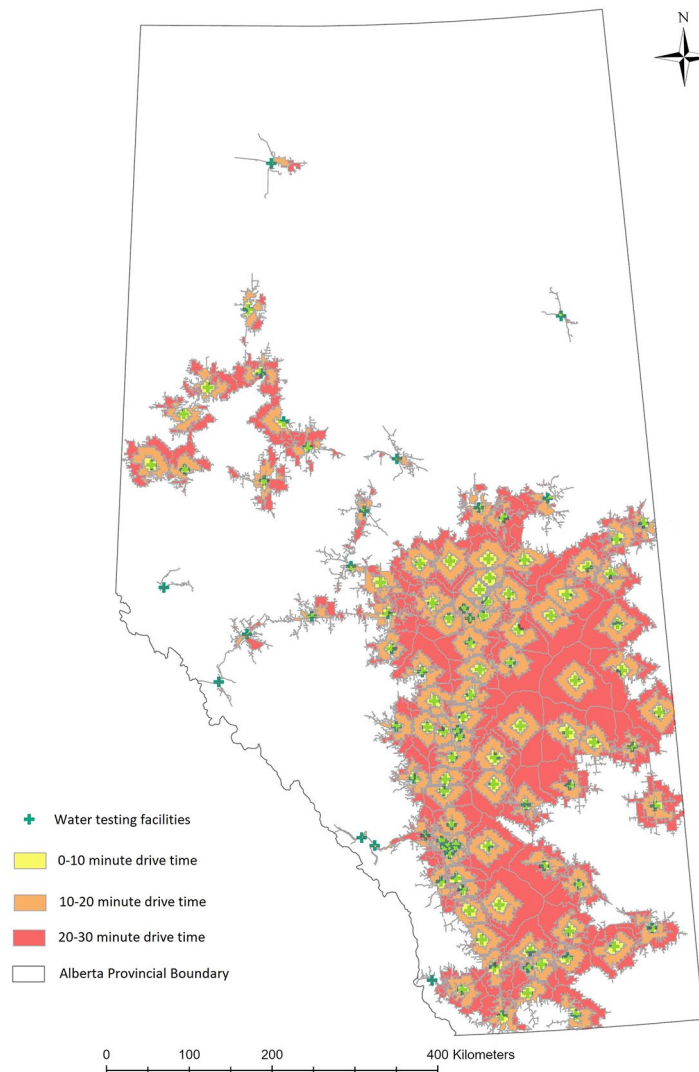 N
Water testing facilities
0-10 minute drive time
10-20 minute drive time
20-30 minute drive time
Alberta Provincial Boundary
0 100 200 400 Kilometers